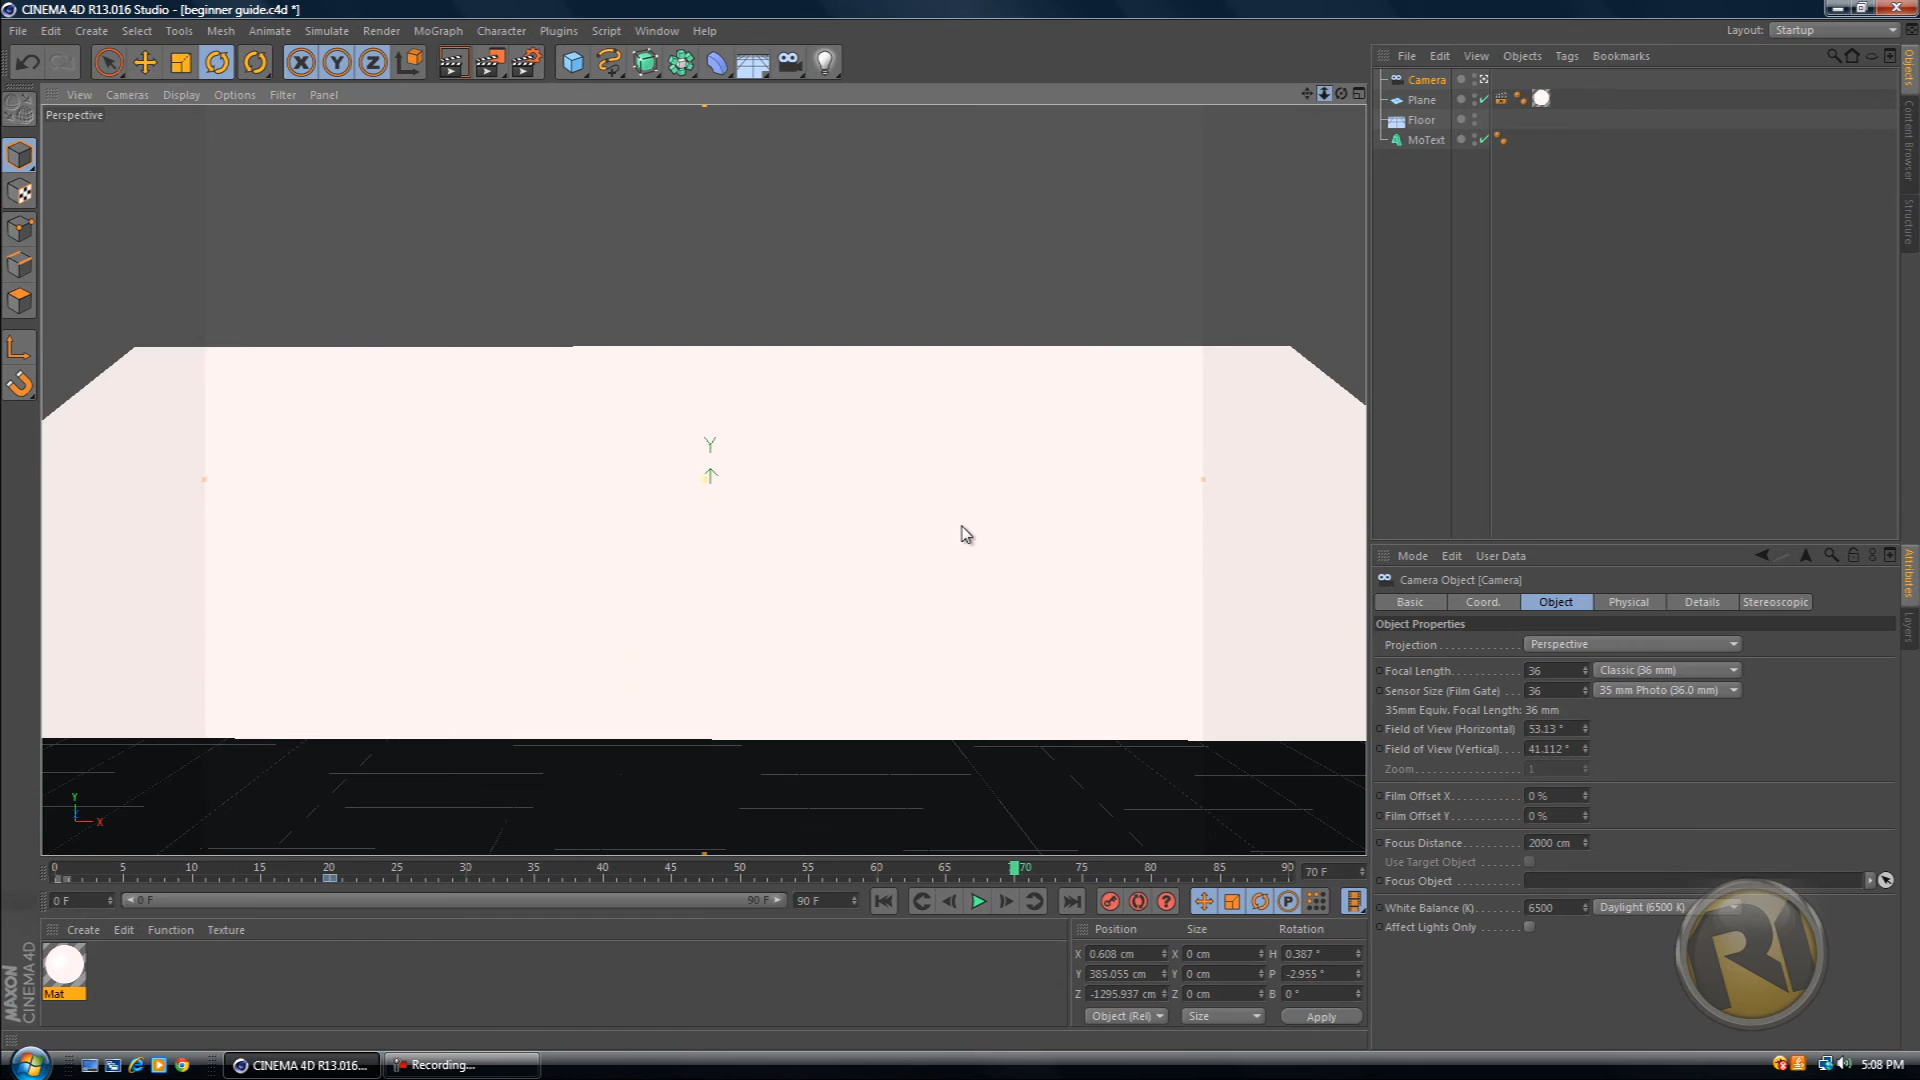 CINEMA 4D R13.016 Studio - [beginner guide.c4d *]
File Edit Create Select Tools Mesh Animate Simulate Render MoGraph Character Plugins Script Window Help
Layout: Startup
File Edit View Objects Tags Bookmarks
X Y Z
View Cameras Display Options Filter Panel
Perspective
Camera
Plane
Floor
MoText
Objects
Content Browser
Structure
Y
Y
Z
X
Mode Edit User Data
Camera Object [Camera]
Basic Coord. Object Physical Details Stereoscopic
Object Properties
Projection Perspective
Focal Length 36 Classic (36 mm)
Sensor Size (Film Gate) 36 35 mm Photo (36.0 mm)
35mm Equiv. Focal Length: 36 mm
Field of View (Horizontal) 53.13 °
Field of View (Vertical) 41.112 °
Zoom 1
Film Offset X 0 %
Film Offset Y 0 %
Focus Distance 2000 cm
Use Target Object
Focus Object
White Balance (K) 6500 Daylight (6500 K)
Affect Lights Only
Attributes
Layers
0 5 10 15 20 25 30 35 40 45 50 55 60 65 70 75 80 85 90 70 F
0 F 0 F 90 F 90 F
P
Create Edit Function Texture
Mat
Position Size Rotation
X 0.608 cm X 0 cm H 0.387 °
Y 385.055 cm Y 0 cm P -2.955 °
Z -1295.937 cm Z 0 cm B 0 °
Object (Rel) Size Apply
MAXON
CINEMA 4D
CINEMA 4D R13.016... Recording... 5:08 PM